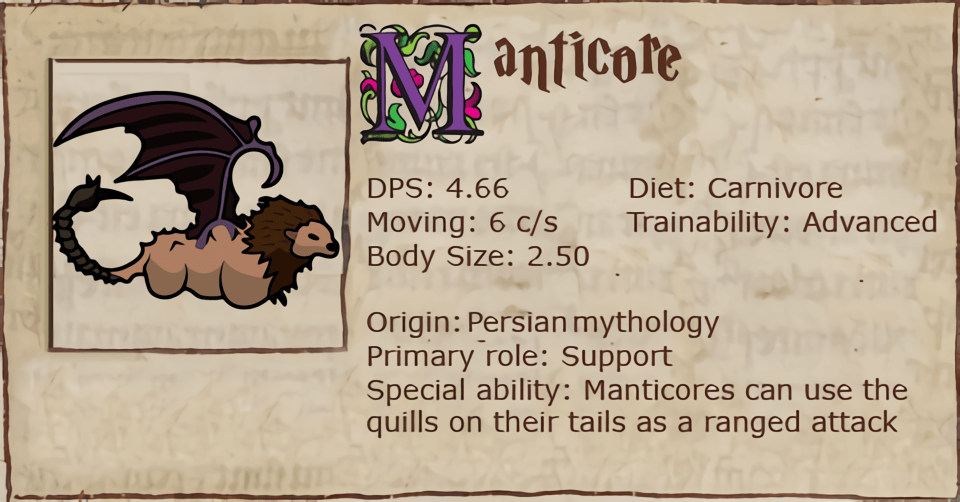 Manticore
DPS: 4.66 Diet: Carnivore
Moving: 6 c/s Trainability: Advanced
Body Size: 2.50
Origin: Persian mythology
Primary role: Support
Special ability: Manticores can use the
quills on their tails as a ranged attack